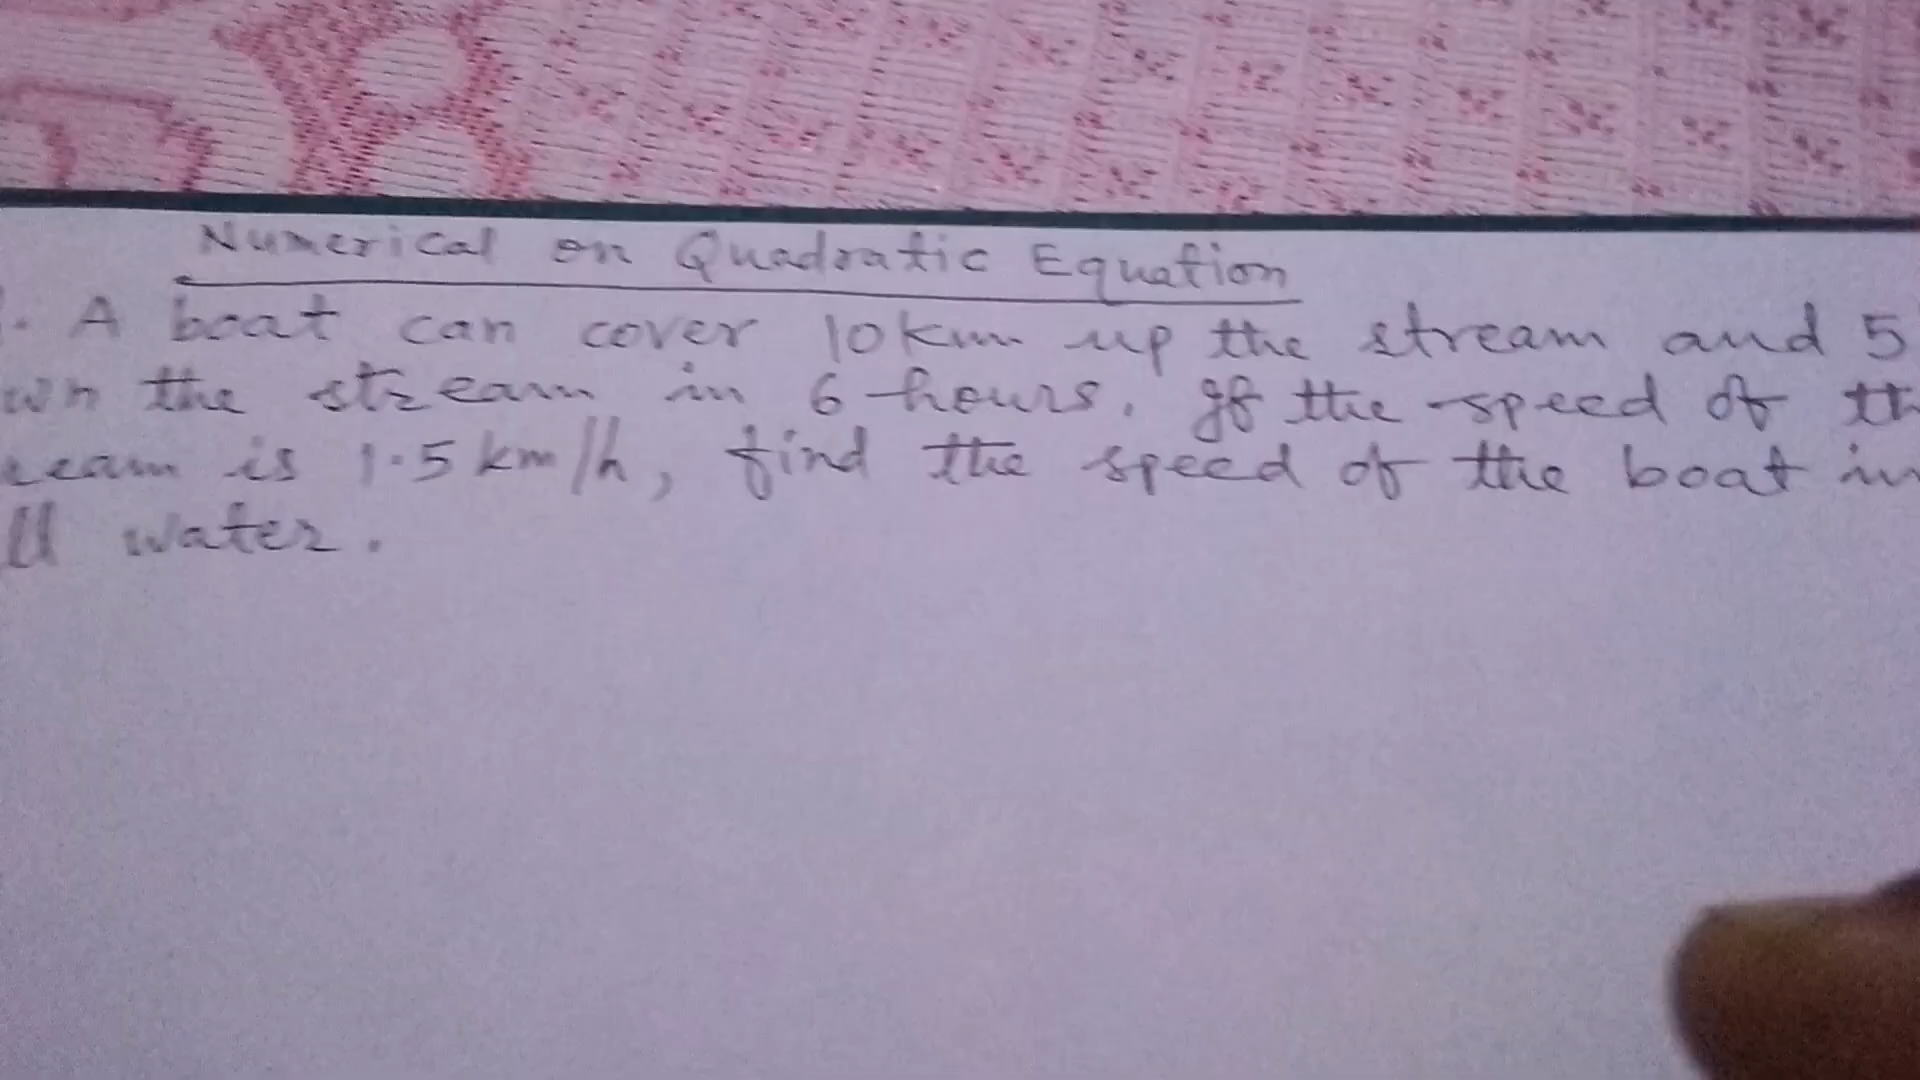 Numerical on Quadratic Equation
. A boat can cover 10 km up the stream and 5
wn the stream in 6 hours. If the speed of th
ream is 1.5 km/h, find the speed of the boat in
ll water.